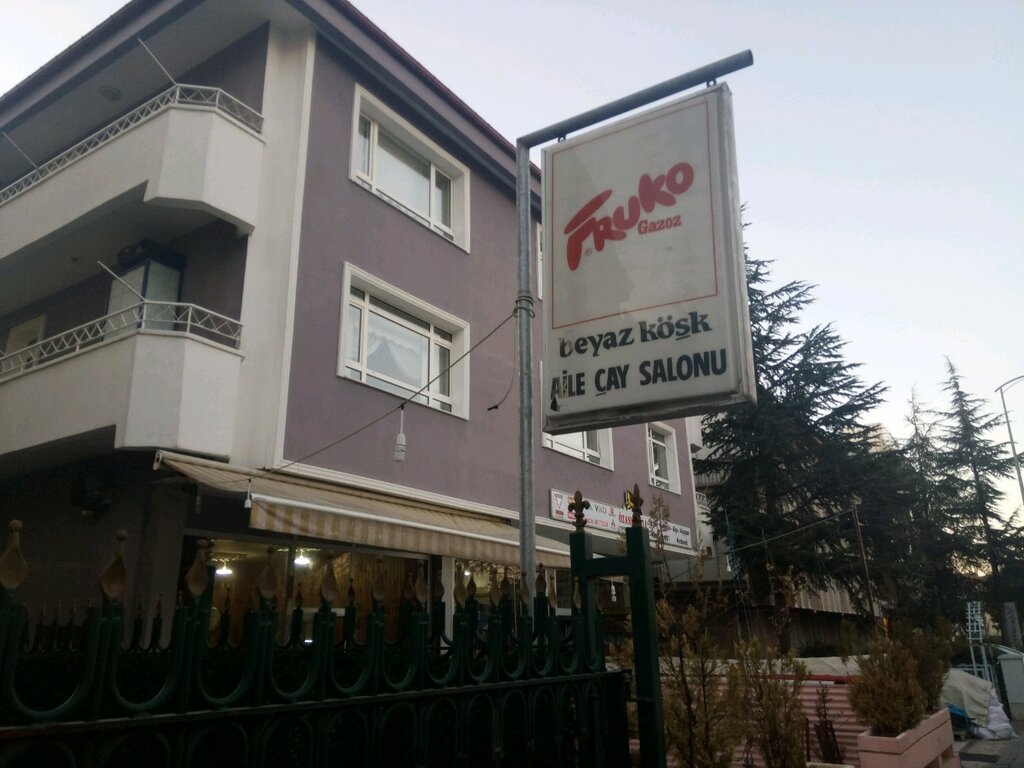 FRUKO
®
Gazoz
beyaz köşk
AİLE ÇAY SALONU